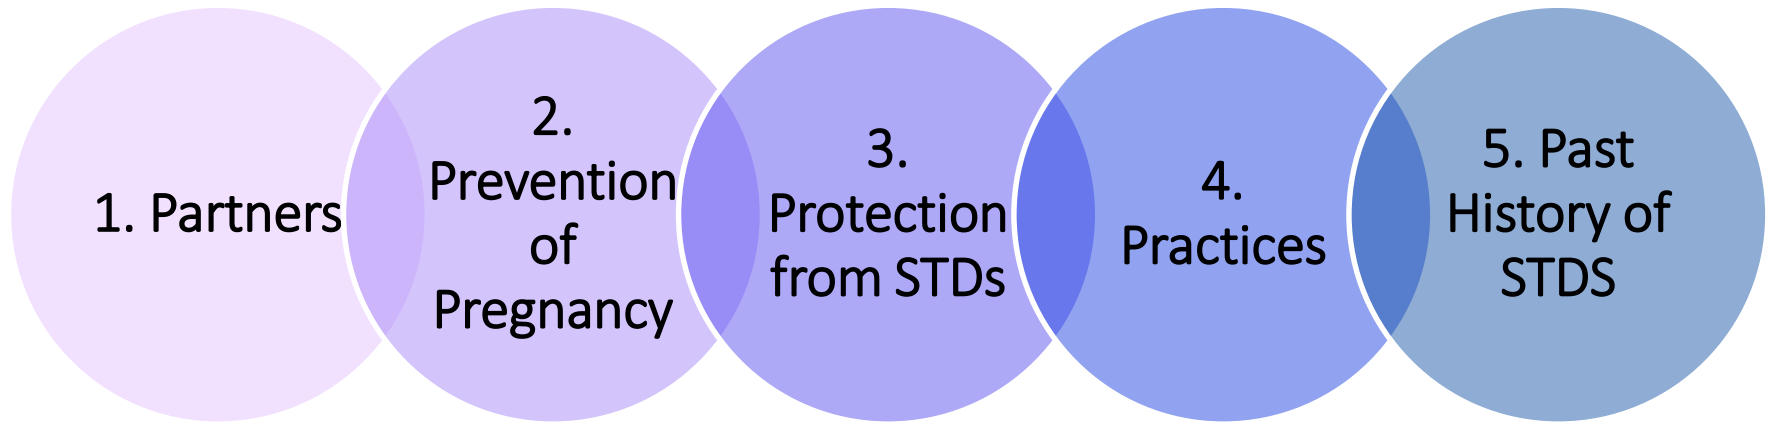 1. Partners
2.
Prevention
of
Pregnancy
3.
Protection
from STDs
4.
Practices
5. Past
History of
STDS